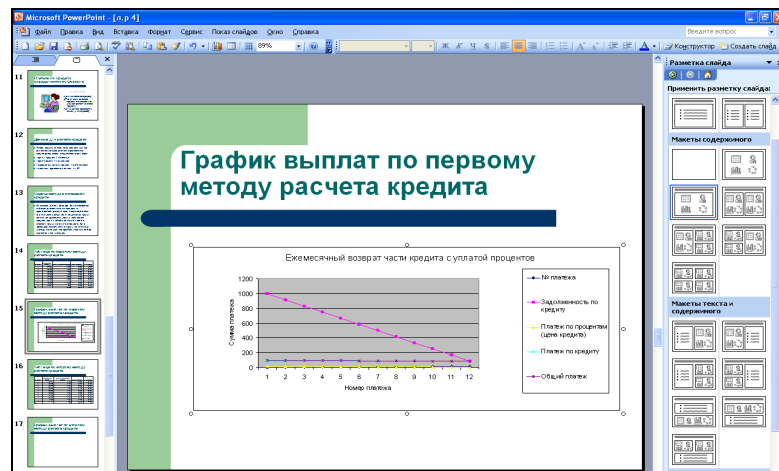 Microsoft PowerPoint - [л.р 4]
Файл Правка Вид Вставка Формат Сервис Показ слайдов Окно Справка
Введите вопрос
89%
Ж К Ч S
Конструктор Создать слайд
Разметка слайда
Применить разметку слайда:
Макеты содержимого
Макеты текста и содержимого
11
12
13
14
15
16
17
График выплат по первому
методу расчета кредита
Ежемесячный возврат части кредита с уплатой процентов
Сумма платежа
1200
1000
800
600
400
200
0
1 2 3 4 5 6 7 8 9 10 11 12
Номер платежа
№ платежа
Задолженность по
кредиту
Платеж по процентам
(цена кредита)
Платеж по кредиту
Общий платеж